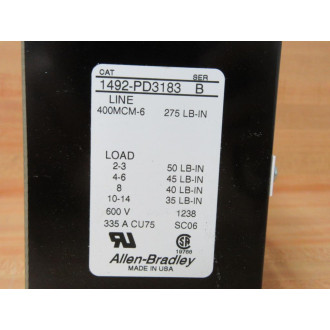 CAT SER
1492-PD3183 B
LINE
400MCM-6 275 LB-IN
LOAD
2-3 50 LB-IN
4-6 45 LB-IN
8 40 LB-IN
10-14 35 LB-IN
600 V 1238
335 A CU75 SC06
Allen-Bradley
MADE IN USA